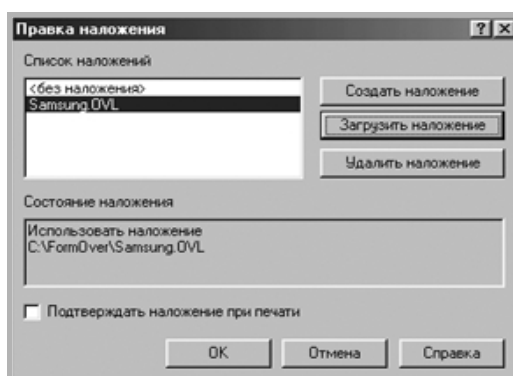 Правка наложения
Список наложений
<без наложения>
Samsung.OVL
Создать наложение
Загрузить наложение
Удалить наложение
Состояние наложения
Использовать наложение
C:\FormOver\Samsung.OVL
Подтверждать наложение при печати
OK
Отмена
Справка